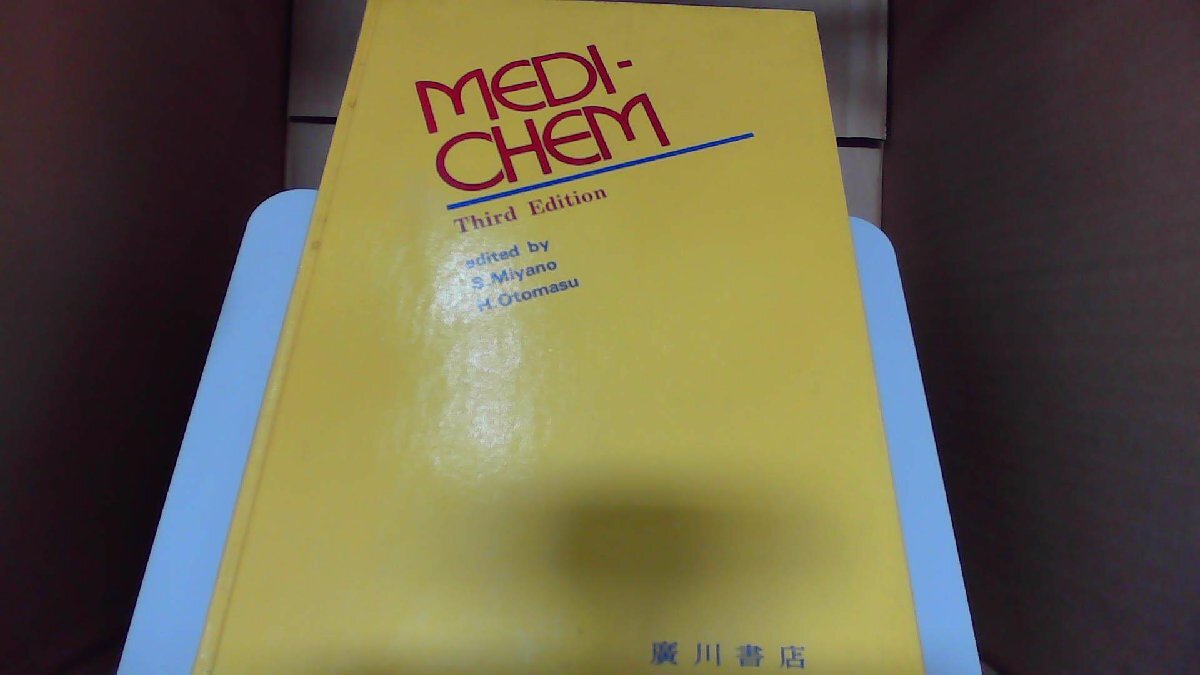 MEDI-
CHEM
Third Edition
edited by
S.Miyano
H.Otomasu
廣川書店